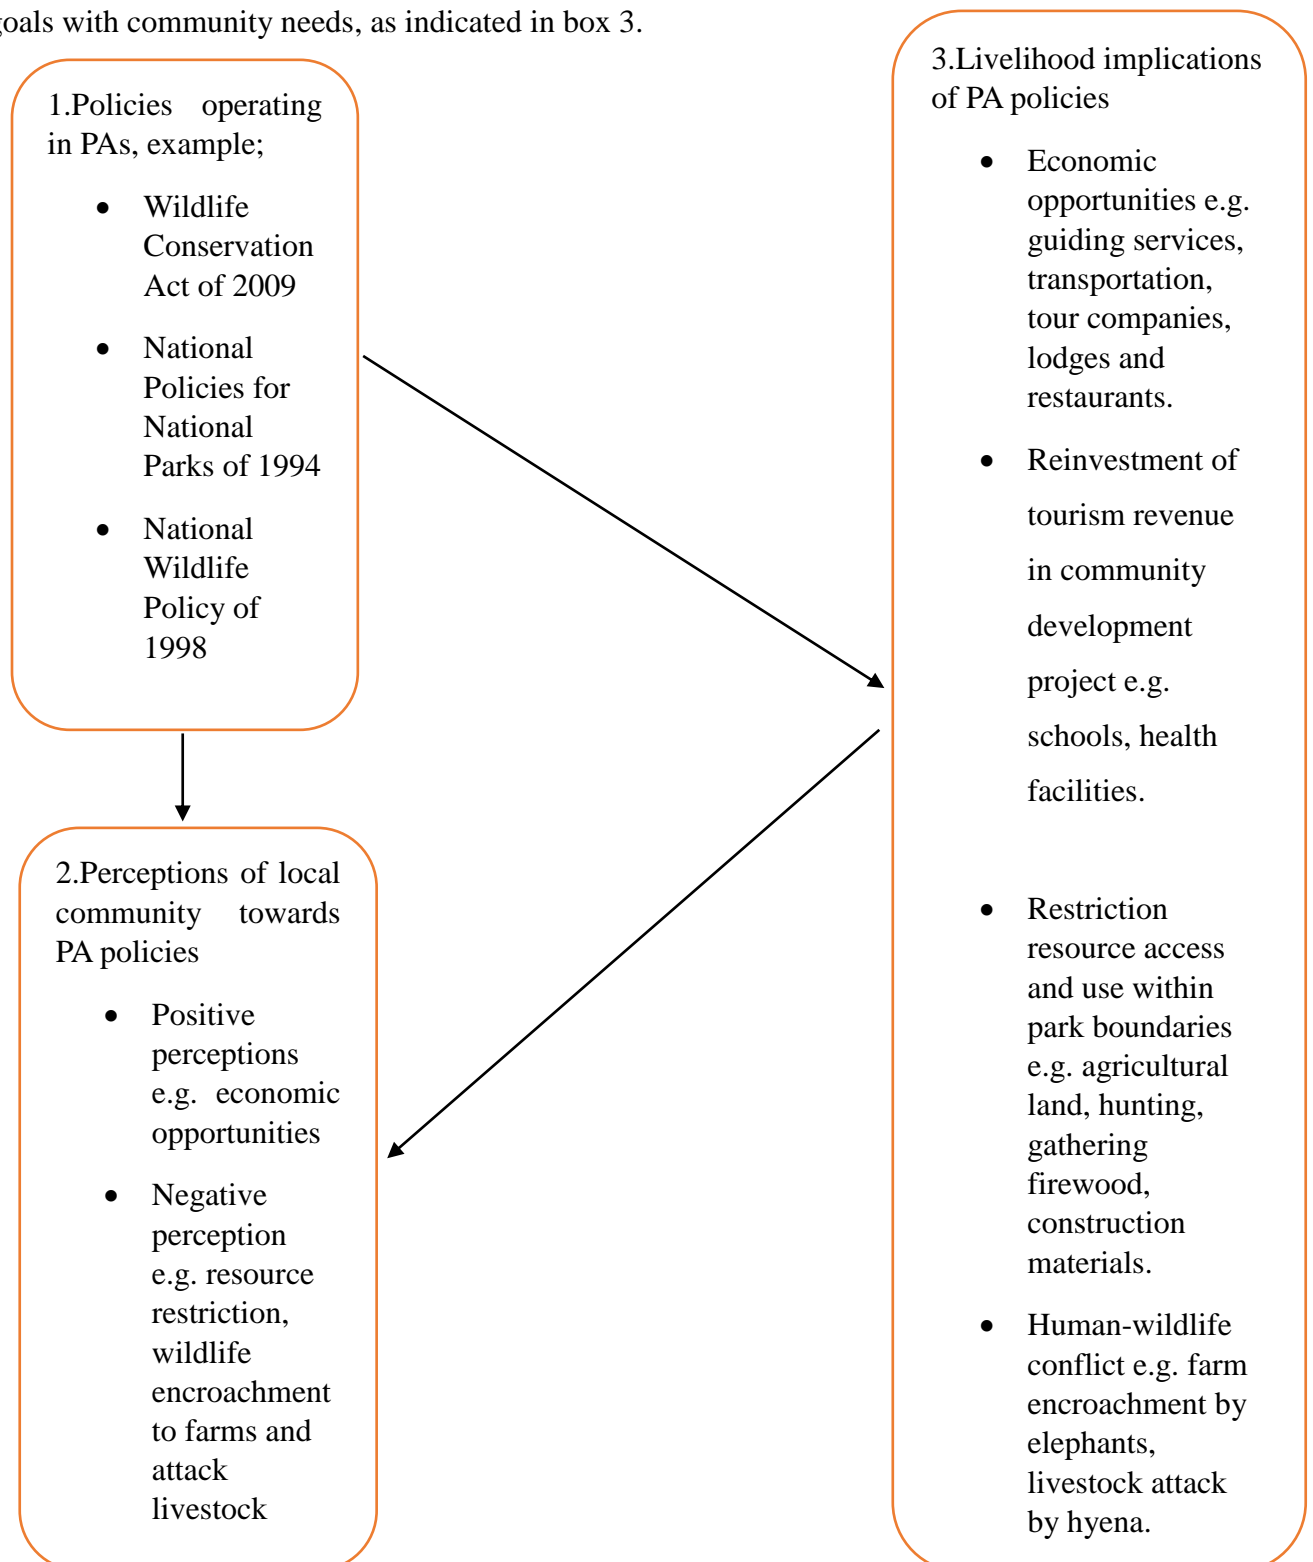 goals with community needs, as indicated in box 3.
1.Policies operating
in PAs, example;
• Wildlife
Conservation
Act of 2009
• National
Policies for
National
Parks of 1994
• National
Wildlife
Policy of
1998
2.Perceptions of local
community towards
PA policies
• Positive
perceptions
e.g. economic
opportunities
• Negative
perception
e.g. resource
restriction,
wildlife
encroachment
to farms and
attack
livestock
3.Livelihood implications
of PA policies
• Economic
opportunities e.g.
guiding services,
transportation,
tour companies,
lodges and
restaurants.
• Reinvestment of
tourism revenue
in community
development
project e.g.
schools, health
facilities.
• Restriction
resource access
and use within
park boundaries
e.g. agricultural
land, hunting,
gathering
firewood,
construction
materials.
• Human-wildlife
conflict e.g. farm
encroachment by
elephants,
livestock attack
by hyena.